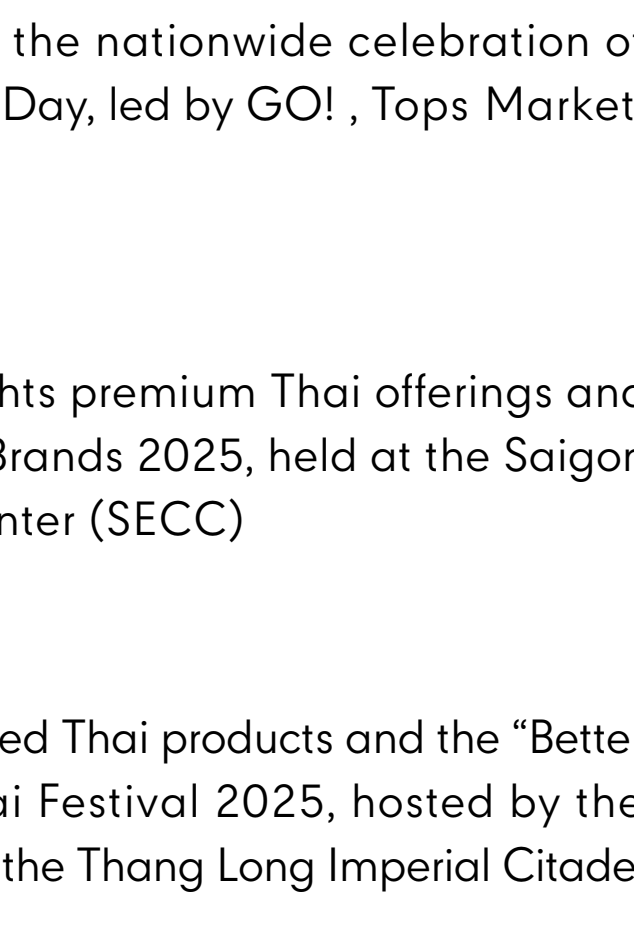 the nationwide celebration of
Day, led by GO! , Tops Market
hts premium Thai offerings and
Brands 2025, held at the Saigon
nter (SECC)
ed Thai products and the “Bette
ai Festival 2025, hosted by the
the Thang Long Imperial Citade